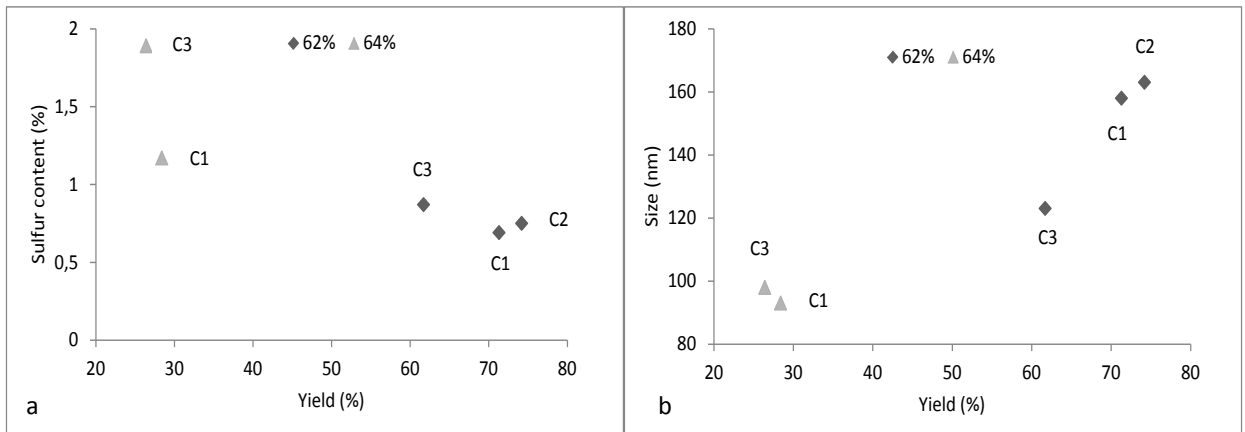 2
1,5
1
0,5
0
Sulfur content (%)
C3
C1
C3
C1
C2
62% 64%
20 30 40 50 60 70 80
Yield (%)
a
180
160
140
120
100
80
Size (nm)
62% 64%
C2
C1
C3
C3
C1
20 30 40 50 60 70 80
Yield (%)
b